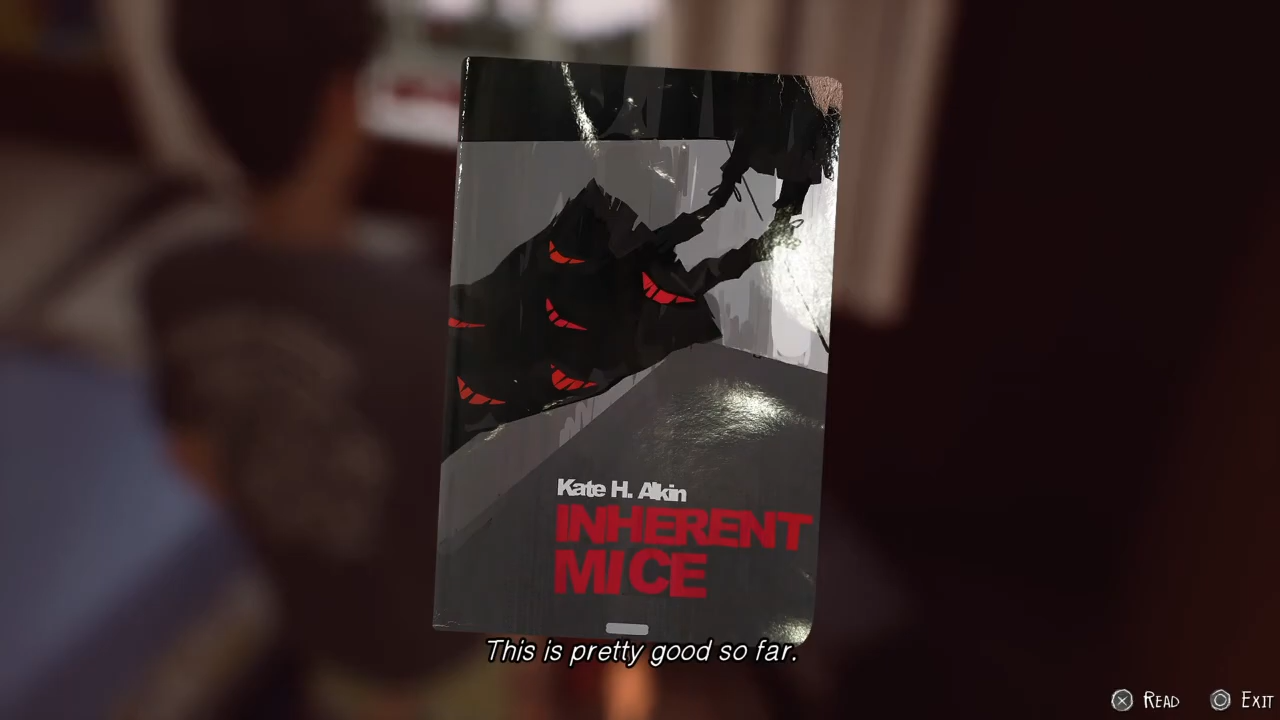 Kate H. Alkin
INHERENT
MICE
This is pretty good so far.
READ
EXIT